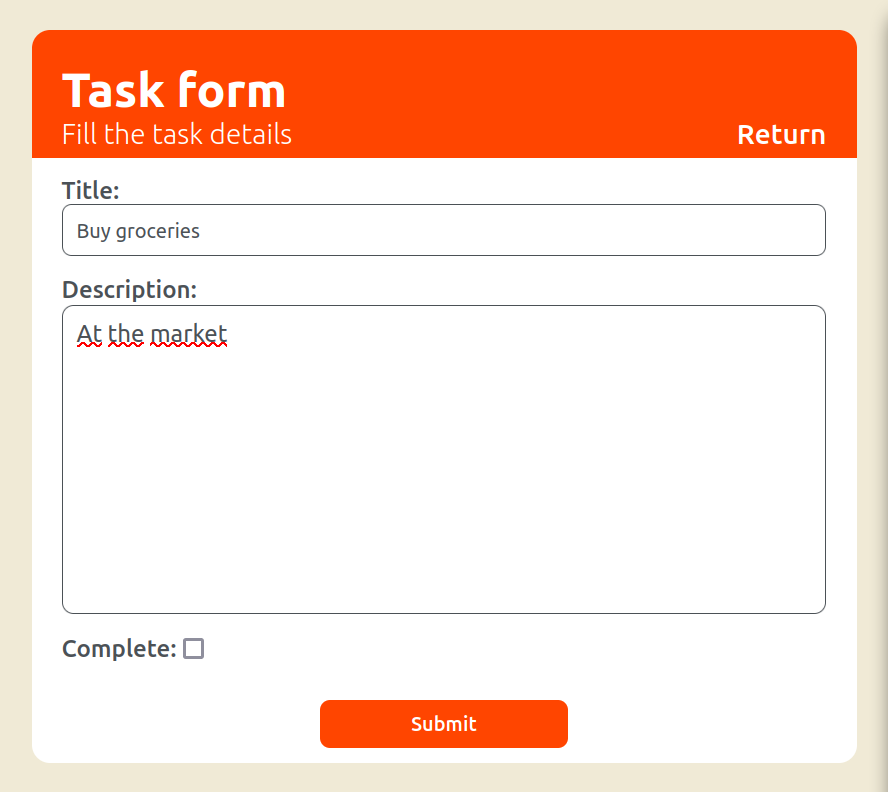 Task form
Fill the task details
Return
Title:
Buy groceries
Description:
At the market
Complete:
Submit